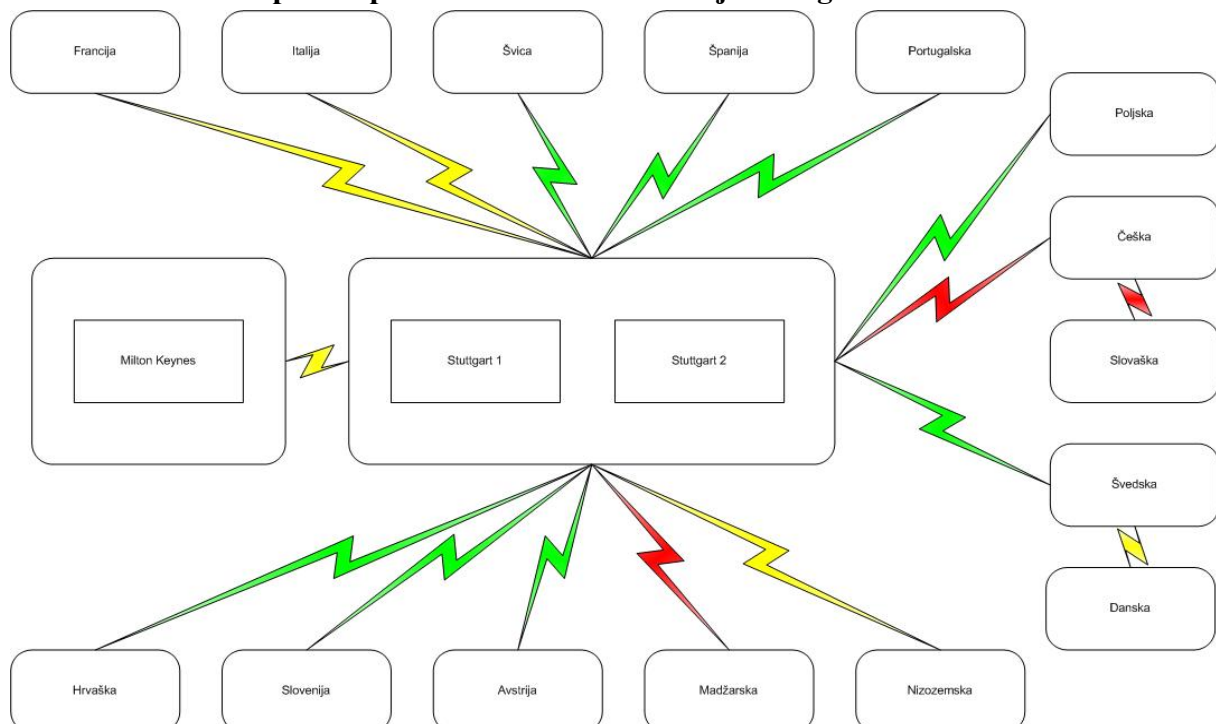 Francija
Italija
Švica
Španija
Portugalska
Poljska
Češka
Milton Keynes
Stuttgart 1
Stuttgart 2
Slovaška
Švedska
Danska
Hrvaška
Slovenija
Avstrija
Madžarska
Nizozemska